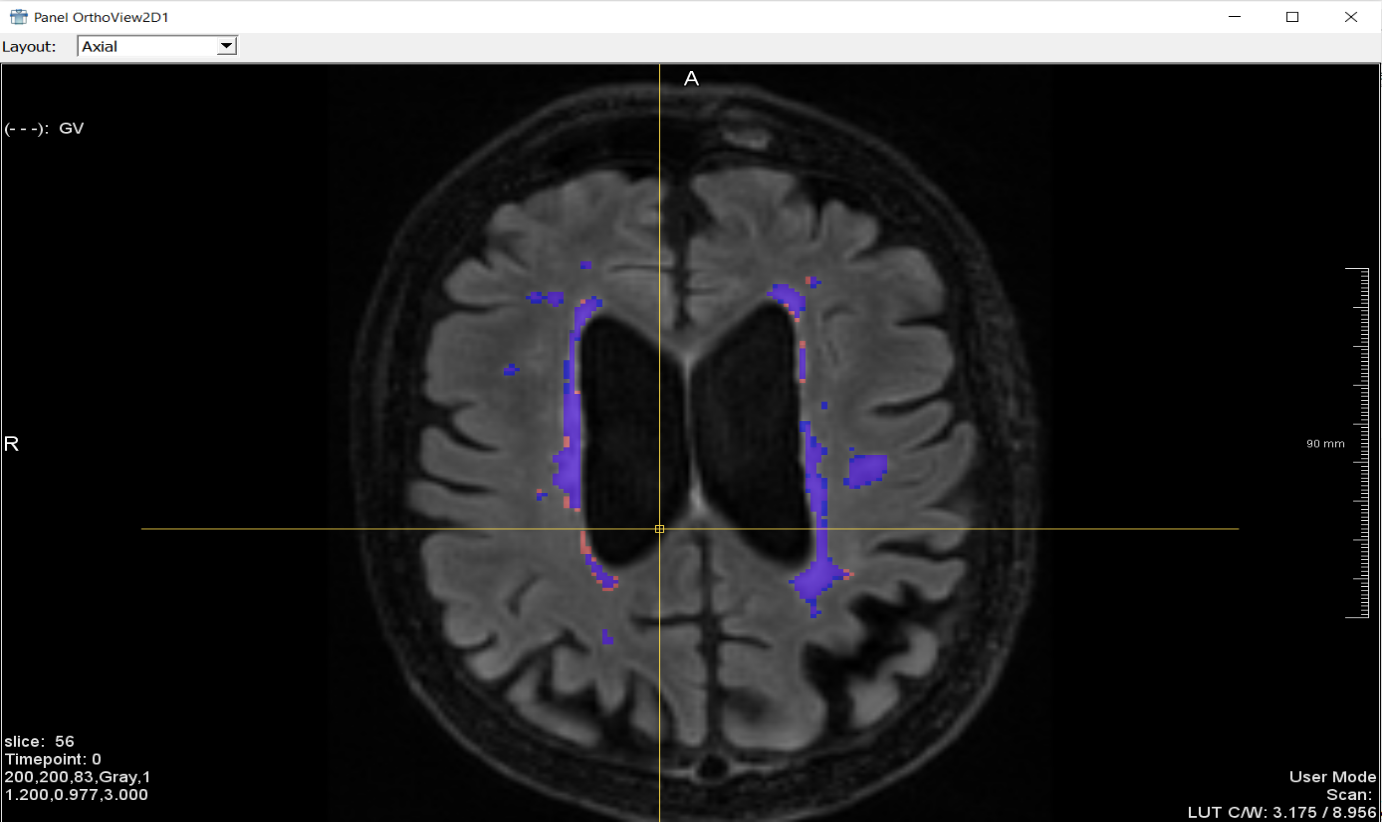 Panel OrthoView2D1
Layout: Axial
A
(- - -): GV
R
90 mm
slice: 56
Timepoint: 0
200,200,83,Gray,1
1.200,0.977,3.000
User Mode
Scan:
LUT C/W: 3.175 / 8.956